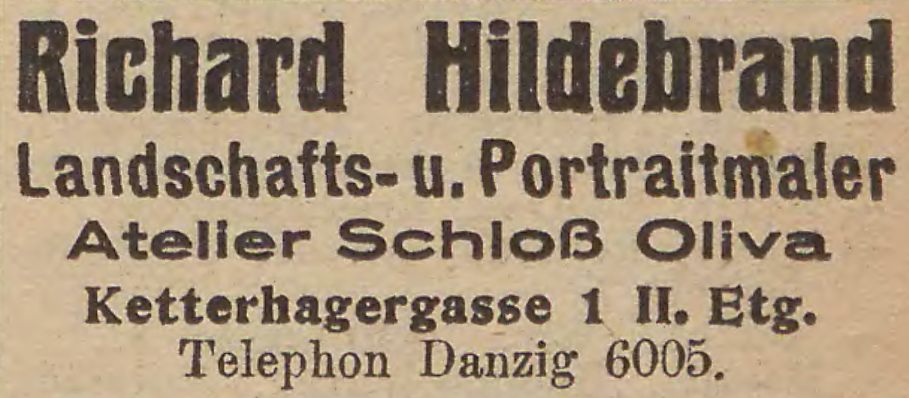 Richard Hildebrand
Landschafts- u. Portraitmaler
Atelier Schloß Oliva
Ketterhagergasse 1 II. Etg.
Telephon Danzig 6005.